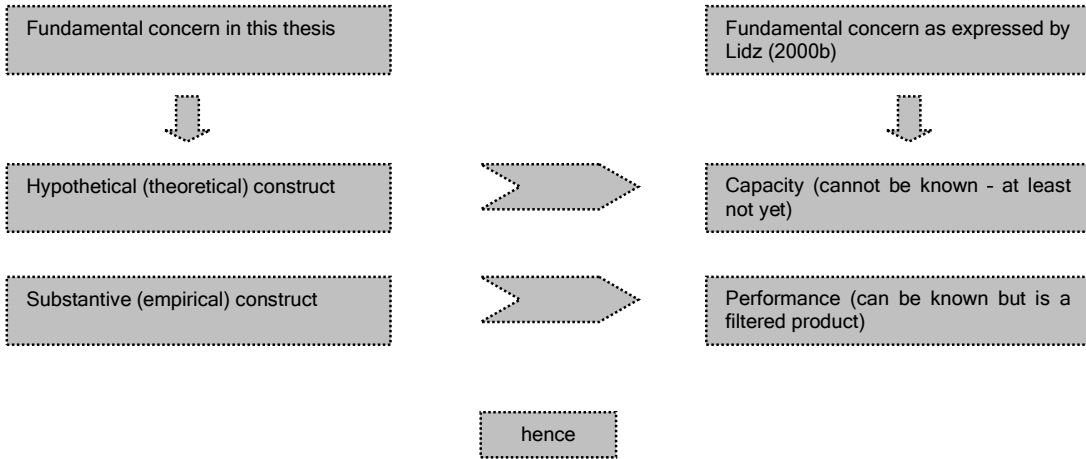 Fundamental concern in this thesis
Fundamental concern as expressed by
Lidz (2000b)
Hypothetical (theoretical) construct
Capacity (cannot be known - at least
not yet)
Substantive (empirical) construct
Performance (can be known but is a
filtered product)
hence